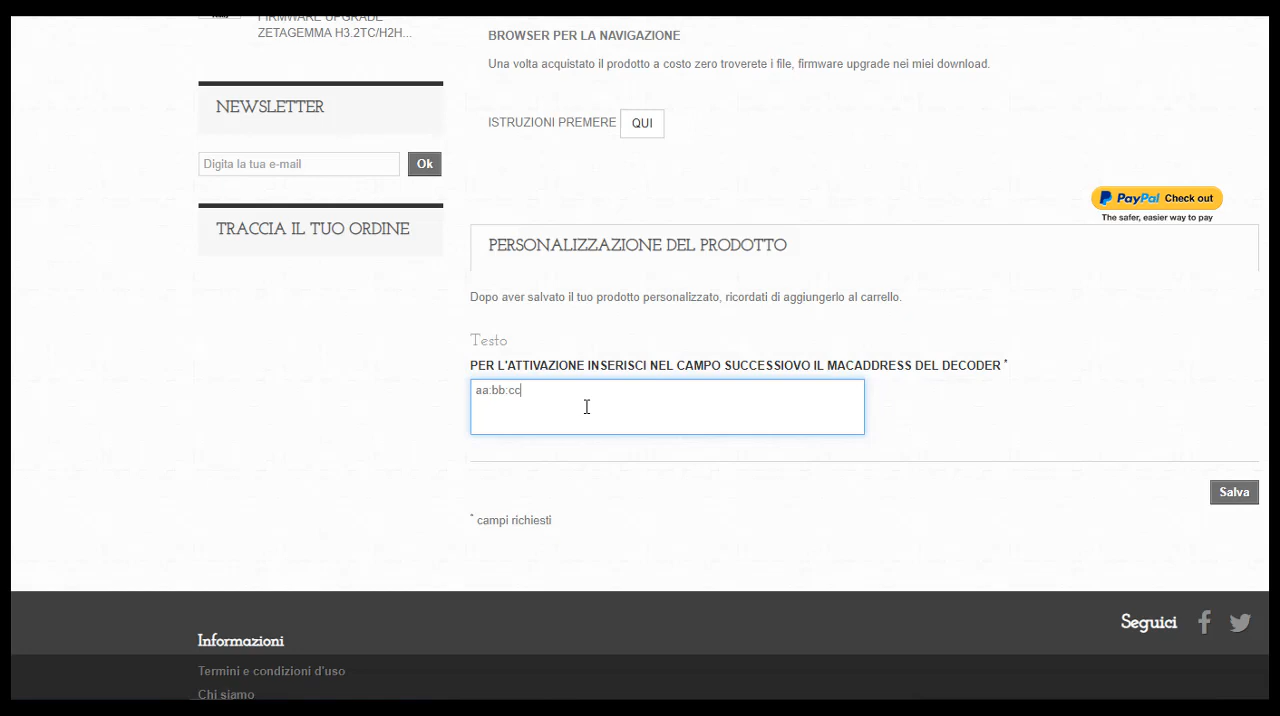 ZETAGEMMA H3.2TC/H2H...
NEWSLETTER
Digita la tua e-mail
Ok
TRACCIA IL TUO ORDINE
BROWSER PER LA NAVIGAZIONE
Una volta acquistato il prodotto a costo zero troverete i file, firmware upgrade nei miei download.
ISTRUZIONI PREMERE QUI
PayPal Check out
The safer, easier way to pay
PERSONALIZZAZIONE DEL PRODOTTO
Dopo aver salvato il tuo prodotto personalizzato, ricordati di aggiungerlo al carrello.
Testo
PER L'ATTIVAZIONE INSERISCI NEL CAMPO SUCCESSIOVO IL MACADDRESS DEL DECODER *
aa:bb:cc
Salva
* campi richiesti
Seguici
Informazioni
Termini e condizioni d'uso
Chi siamo